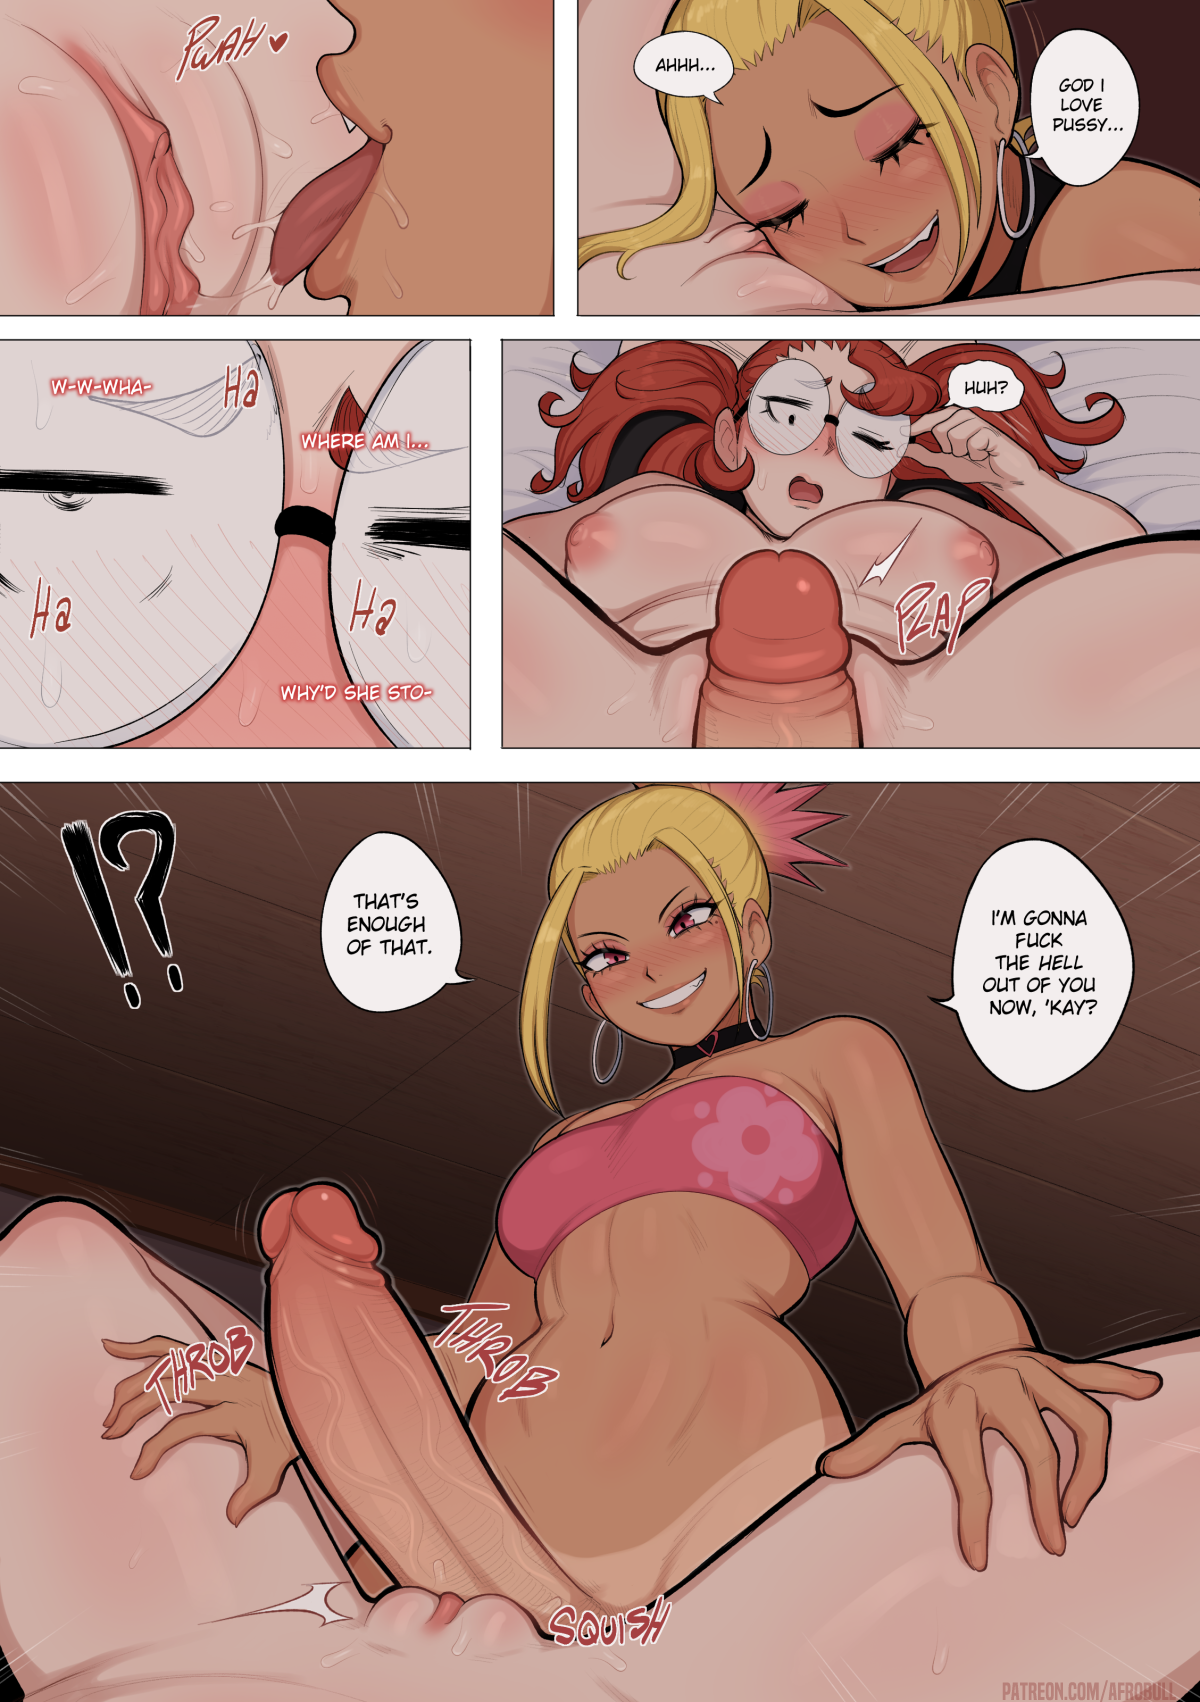 PWAH
AHHH...
GOD I
LOVE
PUSSY...
W-W-WHA-
Ha
WHERE AM I...
Ha
Ha
WHY'D SHE STO-
HUH?
PLAP
!?
THAT'S
ENOUGH
OF THAT.
I'M GONNA
FUCK
THE HELL
OUT OF YOU
NOW, 'KAY?
THROB
THROB
SQUISH
PATREON.COM/AFROBULL